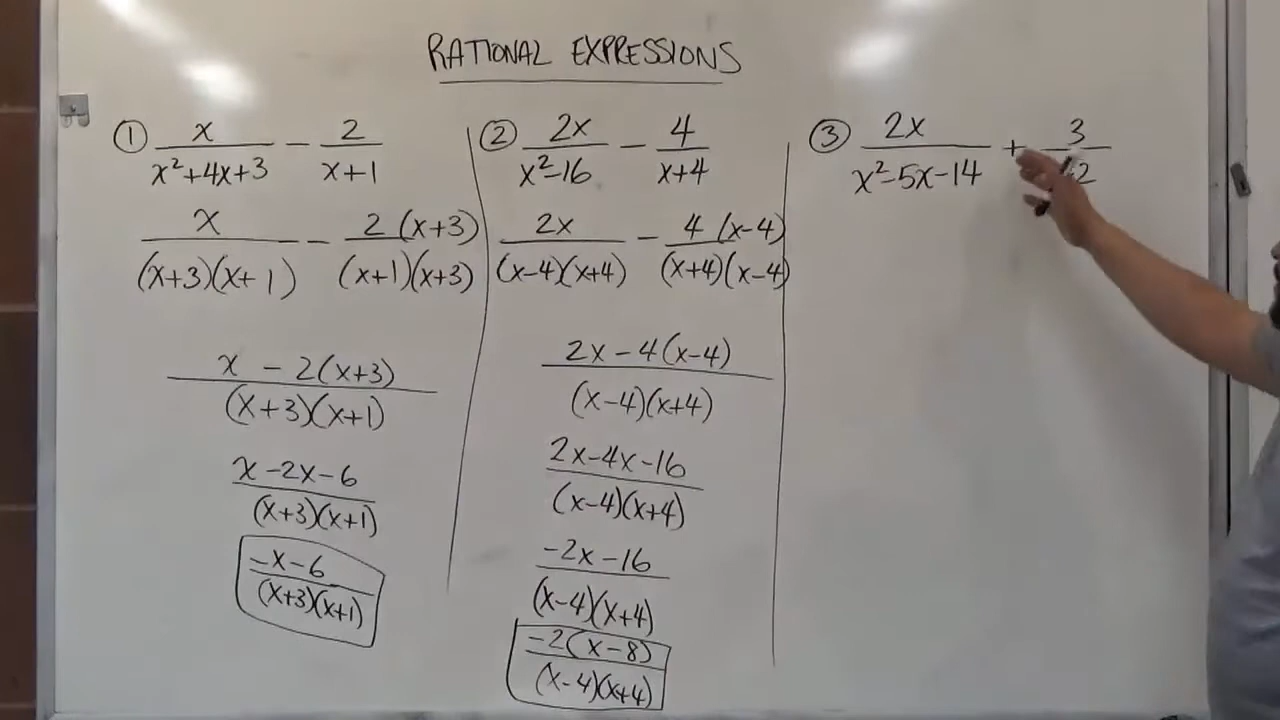 RATIONAL EXPRESSIONS
① x/(x²+4x+3) − 2/(x+1)
x/((x+3)(x+1)) − 2(x+3)/((x+1)(x+3))
(x − 2(x+3))/((x+3)(x+1))
(x−2x−6)/((x+3)(x+1))
(−x−6)/((x+3)(x+1))
② 2x/(x²−16) − 4/(x+4)
2x/((x−4)(x+4)) − 4(x−4)/((x+4)(x−4))
(2x−4(x−4))/((x−4)(x+4))
(2x−4x−16)/((x−4)(x+4))
(−2x−16)/((x−4)(x+4))
−2(x−8)/((x−4)(x+4))
③ 2x/(x²−5x−14) + 3/2